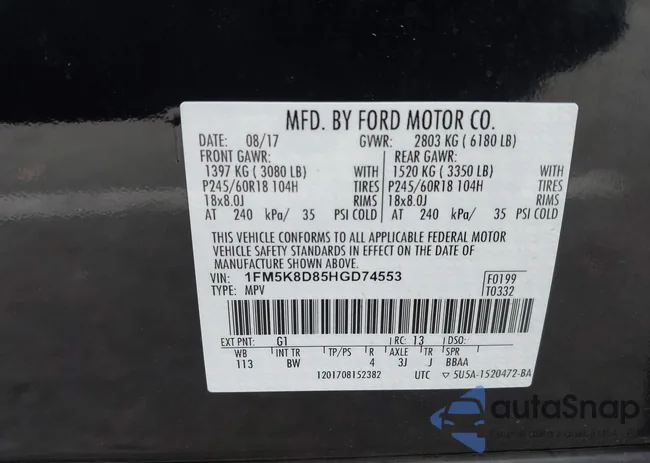 MFD. BY FORD MOTOR CO.
DATE: 08/17 GVWR: 2803 KG ( 6180 LB)
FRONT GAWR: REAR GAWR:
1397 KG ( 3080 LB) WITH 1520 KG ( 3350 LB) WITH
P245/60R18 104H TIRES P245/60R18 104H TIRES
18x8.0J RIMS 18x8.0J RIMS
AT 240 kPa/ 35 PSI COLD AT 240 kPa/ 35 PSI COLD
THIS VEHICLE CONFORMS TO ALL APPLICABLE FEDERAL MOTOR
VEHICLE SAFETY STANDARDS IN EFFECT ON THE DATE OF
MANUFACTURE SHOWN ABOVE.
VIN: 1FM5K8D85HGD74553 F0199
TYPE: MPV T0332
EXT PNT: G1 RC: 13 DSO:
WB INT TR TP/PS R AXLE TR SPR
113 BW 4 3J J BBAA
1201708152382 UTC ▽ 5U5A-1520472-BA
autoSnap